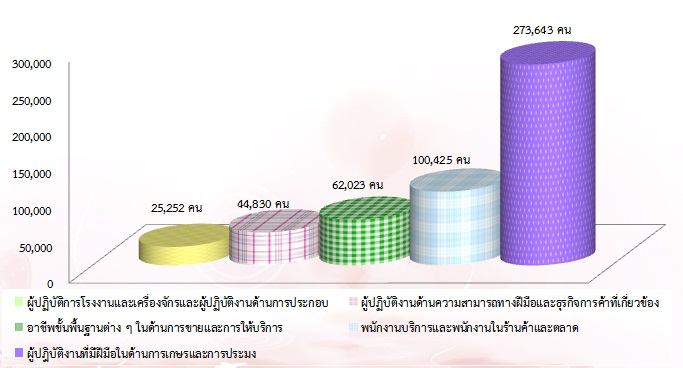 273,643 คน
300,000
250,000
200,000
150,000
100,000
50,000
0
100,425 คน
62,023 คน
44,830 คน
25,252 คน
ผู้ปฏิบัติการโรงงานและเครื่องจักรและผู้ปฏิบัติงานด้านการประกอบ
ผู้ปฏิบัติงานด้านความสามารถทางฝีมือและธุรกิจการค้าที่เกี่ยวข้อง
อาชีพขั้นพื้นฐานต่าง ๆ ในด้านการขายและการให้บริการ
พนักงานบริการและพนักงานในร้านค้าและตลาด
ผู้ปฏิบัติงานที่มีฝีมือในด้านการเกษรและการประมง